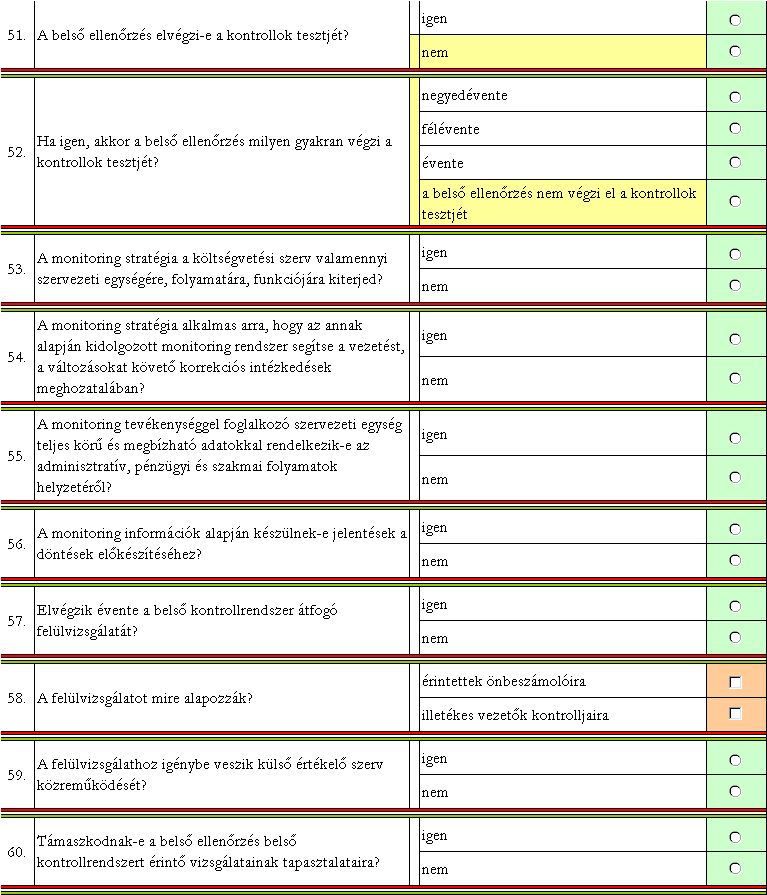 51. A belső ellenőrzés elvégzi-e a kontrollok tesztjét?
igen
nem
52. Ha igen, akkor a belső ellenőrzés milyen gyakran végzi a
kontrollok tesztjét?
negyedévente
félévente
évente
a belső ellenőrzés nem végzi el a kontrollok
tesztjét
53. A monitoring stratégia a költségvetési szerv valamennyi
szervezeti egységére, folyamatára, funkciójára kiterjed?
igen
nem
54. A monitoring stratégia alkalmas arra, hogy az annak
alapján kidolgozott monitoring rendszer segítse a vezetést,
a változásokat követő korrekciós intézkedések
meghozatalában?
igen
nem
55. A monitoring tevékenységgel foglalkozó szervezeti egység
teljes körű és megbízható adatokkal rendelkezik-e az
adminisztratív, pénzügyi és szakmai folyamatok
helyzetéről?
igen
nem
56. A monitoring információk alapján készülnek-e jelentések a
döntések előkészítéséhez?
igen
nem
57. Elvégzik évente a belső kontrollrendszer átfogó
felülvizsgálatát?
igen
nem
58. A felülvizsgálatot mire alapozzák?
érintettek önbeszámolóira
illetékes vezetők kontrolljaira
59. A felülvizsgálathoz igénybe veszik külső értékelő szerv
közreműködését?
igen
nem
60. Támaszkodnak-e a belső ellenőrzés belső
kontrollrendszert érintő vizsgálatainak tapasztalataira?
igen
nem